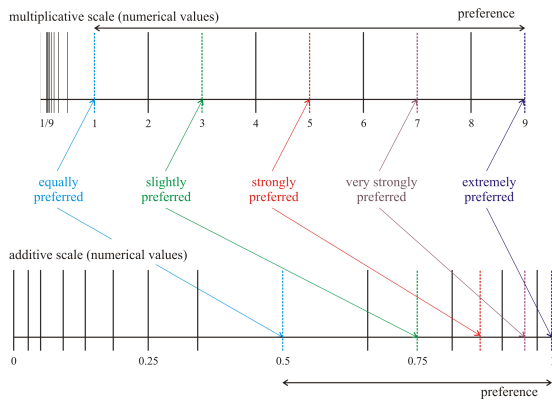 multiplicative scale (numerical values)
preference
1/9 1 2 3 4 5 6 7 8 9
equally preferred
slightly preferred
strongly preferred
very strongly preferred
extremely preferred
additive scale (numerical values)
0 0.25 0.5 0.75 1
preference